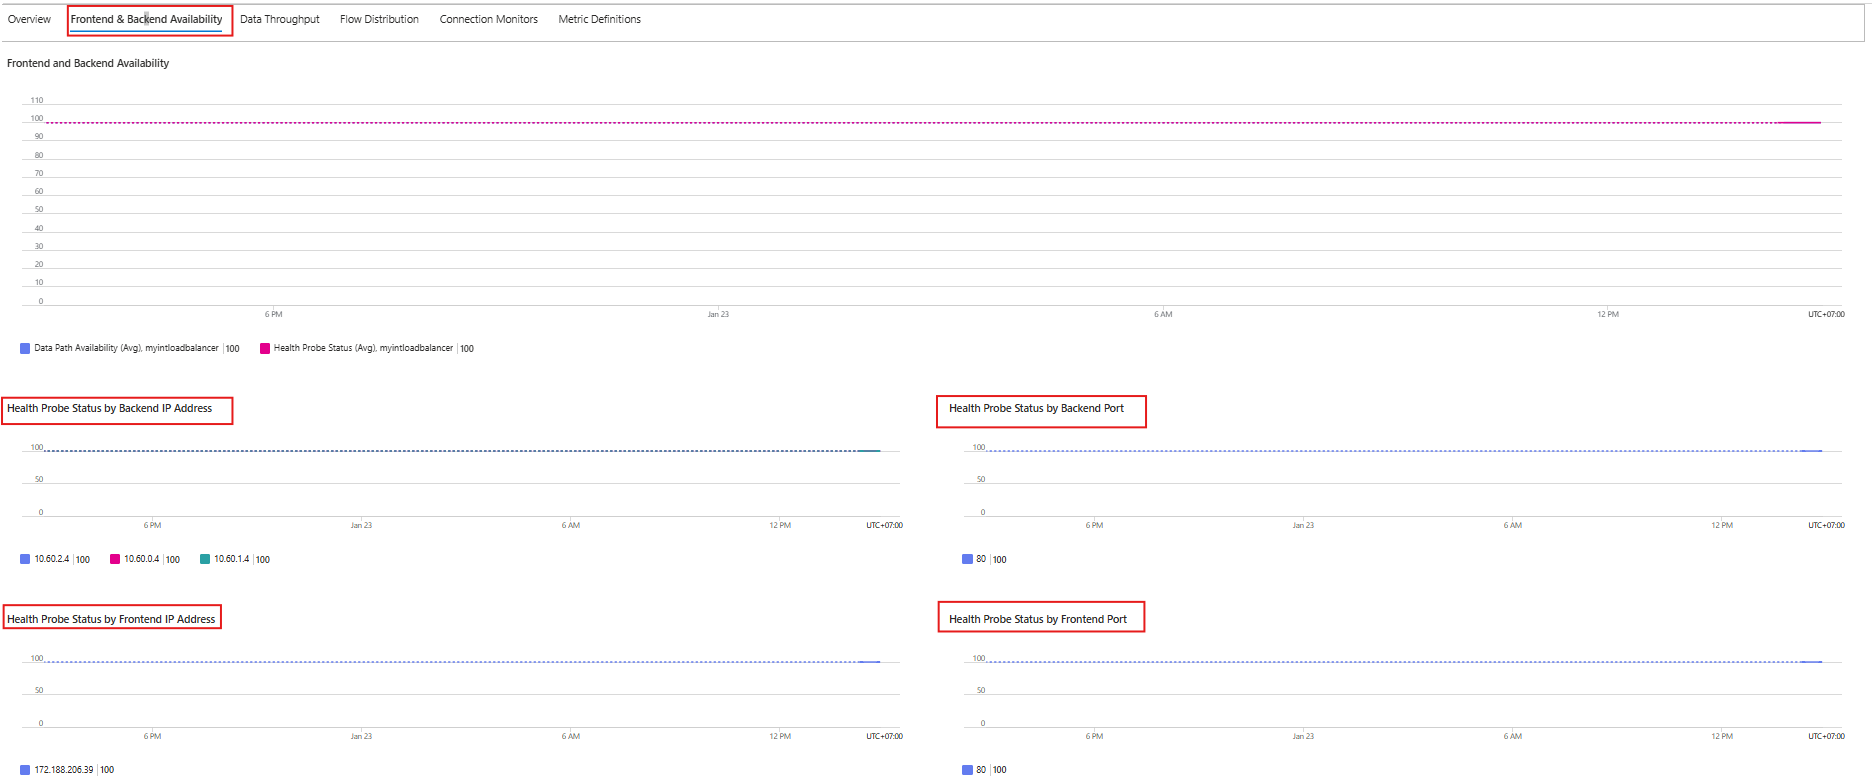 Overview Frontend & Backend Availability Data Throughput Flow Distribution Connection Monitors Metric Definitions
Frontend and Backend Availability
110
100
90
80
70
60
50
40
30
20
10
0
6 PM Jan 23 6 AM 12 PM UTC+07:00
Data Path Availability (Avg), myintloadbalancer 100 Health Probe Status (Avg), myintloadbalancer 100
Health Probe Status by Backend IP Address
100
50
0
6 PM Jan 23 6 AM 12 PM UTC+07:00
10.60.2.4 100 10.60.0.4 100 10.60.1.4 100
Health Probe Status by Backend Port
100
50
0
6 PM Jan 23 6 AM 12 PM UTC+07:00
80 100
Health Probe Status by Frontend IP Address
100
50
0
6 PM Jan 23 6 AM 12 PM UTC+07:00
172.188.206.39 100
Health Probe Status by Frontend Port
100
50
0
6 PM Jan 23 6 AM 12 PM UTC+07:00
80 100